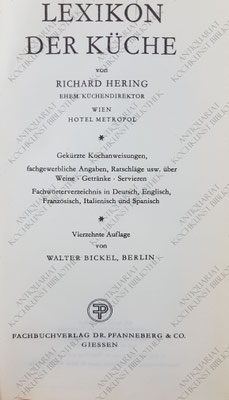 LEXIKON
DER KÜCHE
von
RICHARD HERING
EHEM. KÜCHENDIREKTOR
WIEN
HOTEL METROPOL
*
Gekürzte Kochanweisungen,
fachgewerbliche Angaben, Ratschläge usw. über
Weine · Getränke · Servieren
Fachwörterverzeichnis in Deutsch, Englisch,
Französisch, Italienisch und Spanisch
*
Vierzehnte Auflage
von
WALTER BICKEL, BERLIN
FACHBUCHVERLAG DR. PFANNEBERG & CO.
GIESSEN